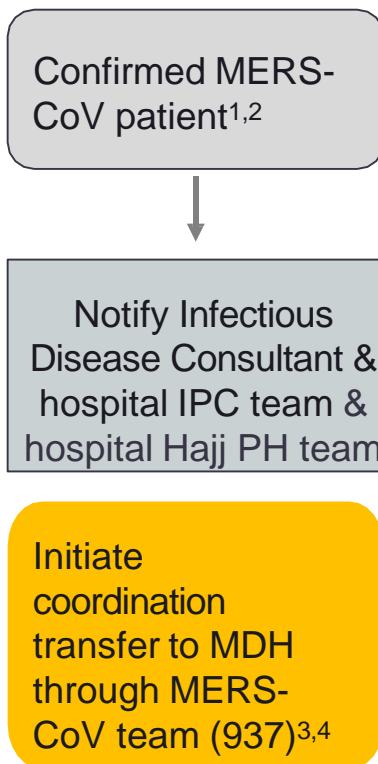 Confirmed MERS-
CoV patient1,2
Notify Infectious
Disease Consultant &
hospital IPC team &
hospital Hajj PH team
Initiate
coordination
transfer to MDH
through MERS-
CoV team (937)3,4